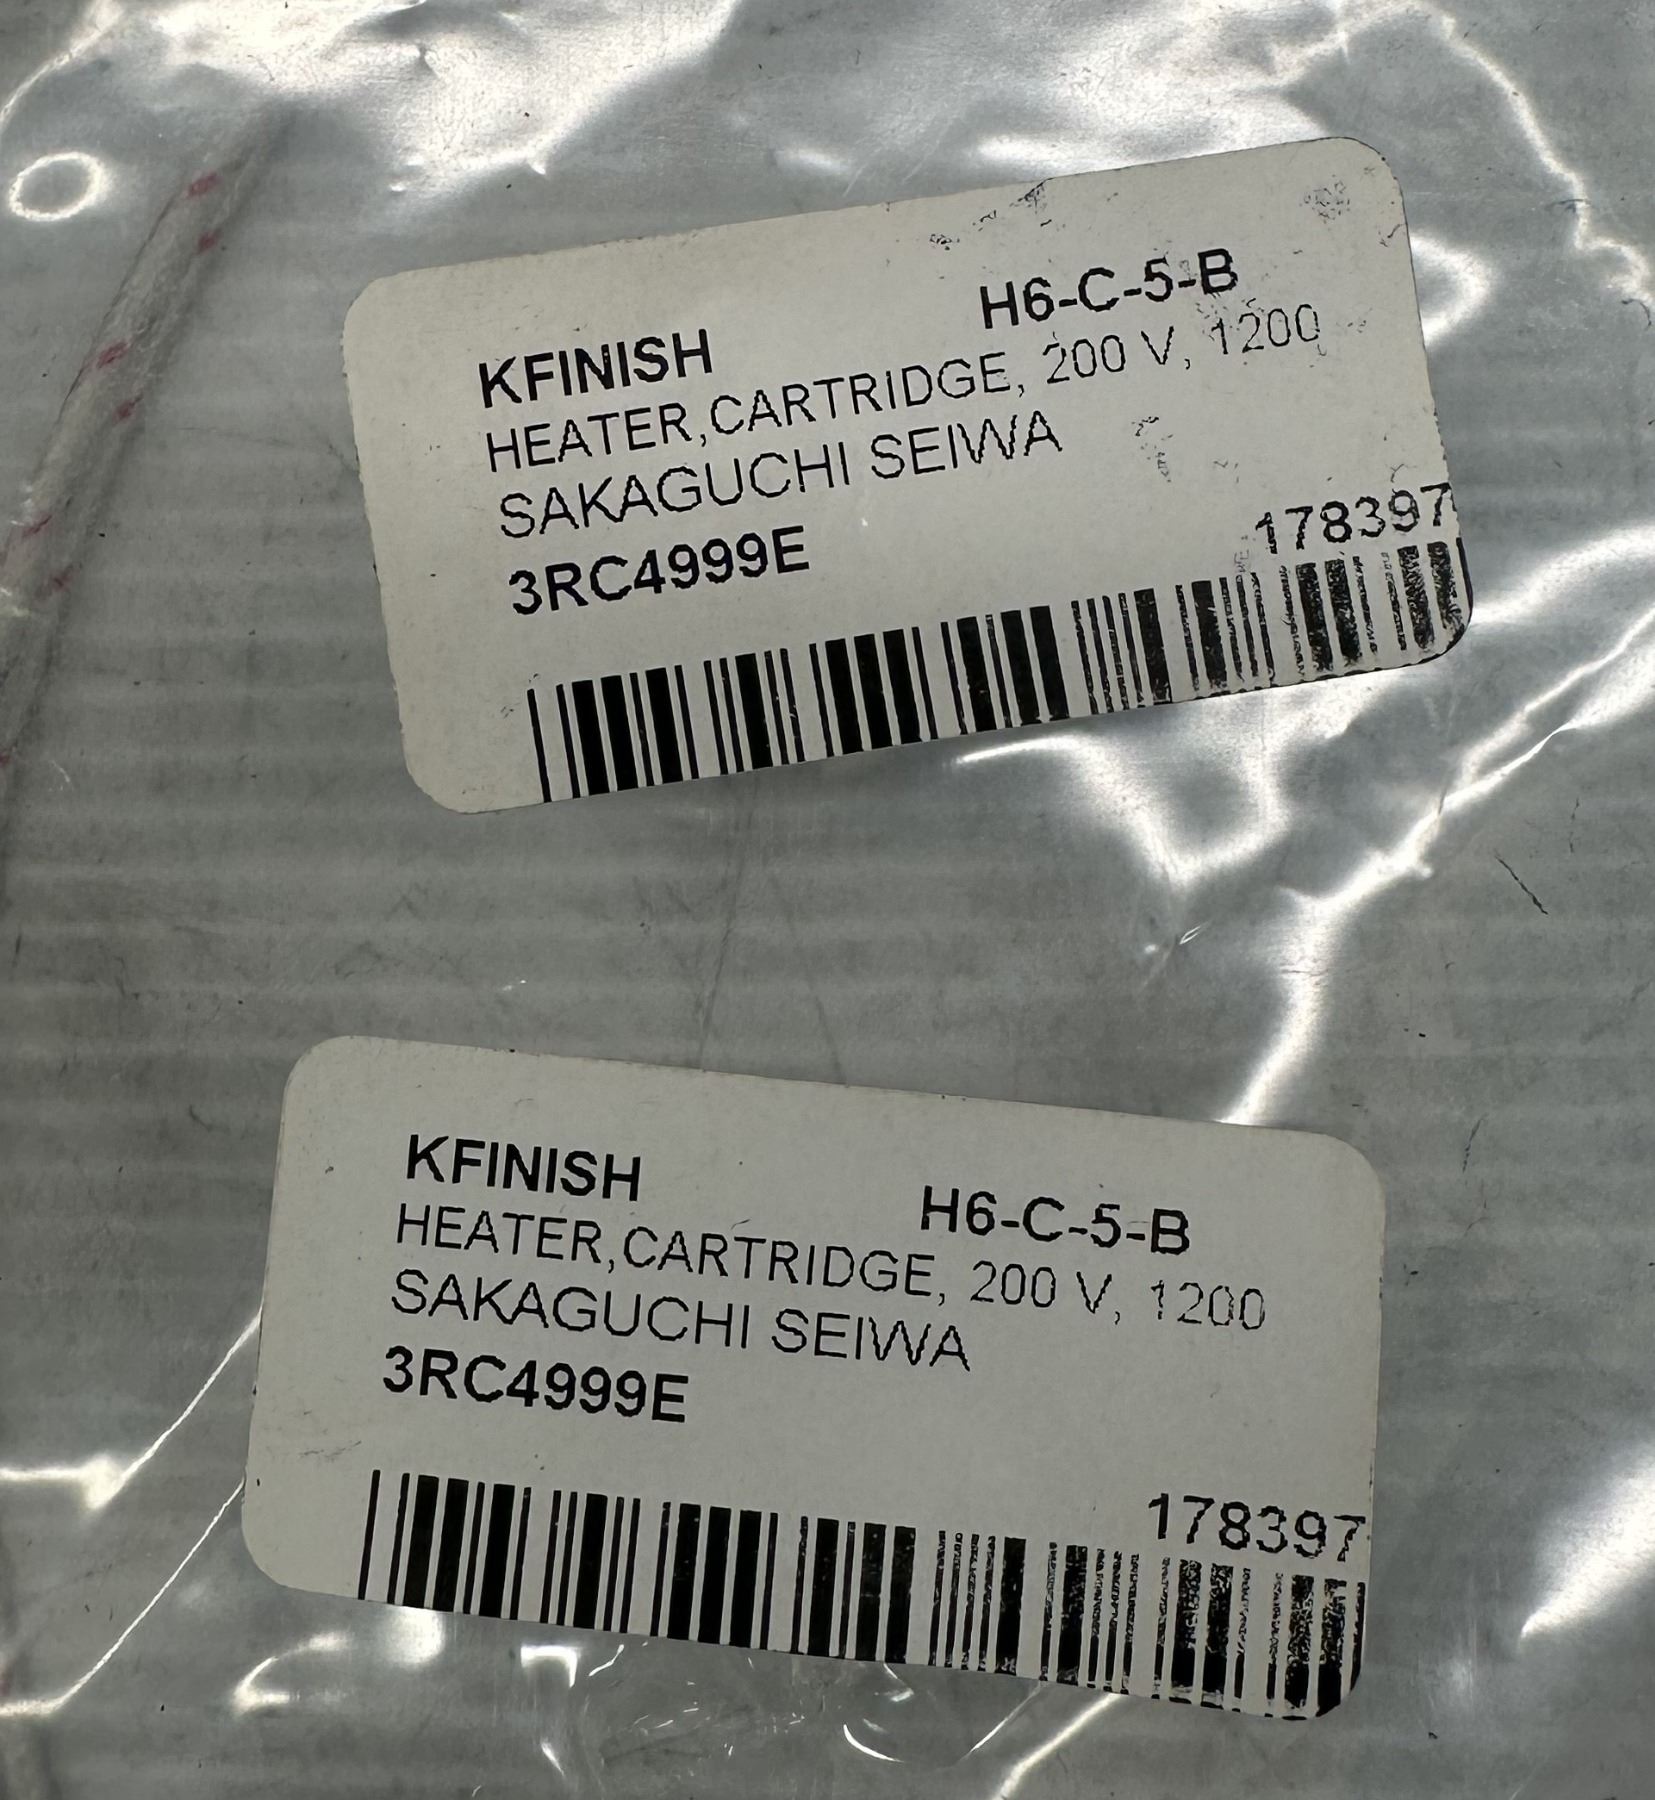 H6-C-5-B
KFINISH
HEATER,CARTRIDGE, 200 V, 1200
SAKAGUCHI SEIWA
3RC4999E
178397
KFINISH
H6-C-5-B
HEATER,CARTRIDGE, 200 V, 1200
SAKAGUCHI SEIWA
3RC4999E
178397